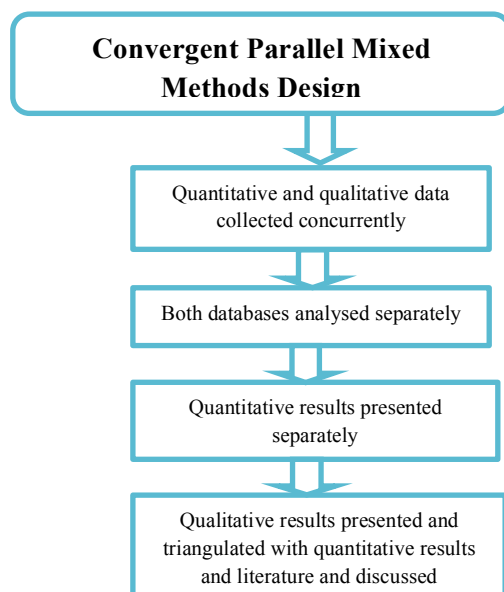 Convergent Parallel Mixed
Methods Design
Quantitative and qualitative data
collected concurrently
Both databases analysed separately
Quantitative results presented
separately
Qualitative results presented and
triangulated with quantitative results
and literature and discussed